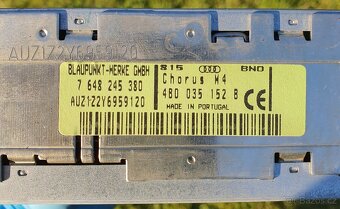 AUZ1Z2Y6959120
BLAUPUNKT-WERKE GMBH
7 648 245 380
AUZ1Z2Y6959120
815 BNO
Chorus M4
4B0 035 152 B
MADE IN PORTUGAL
CE